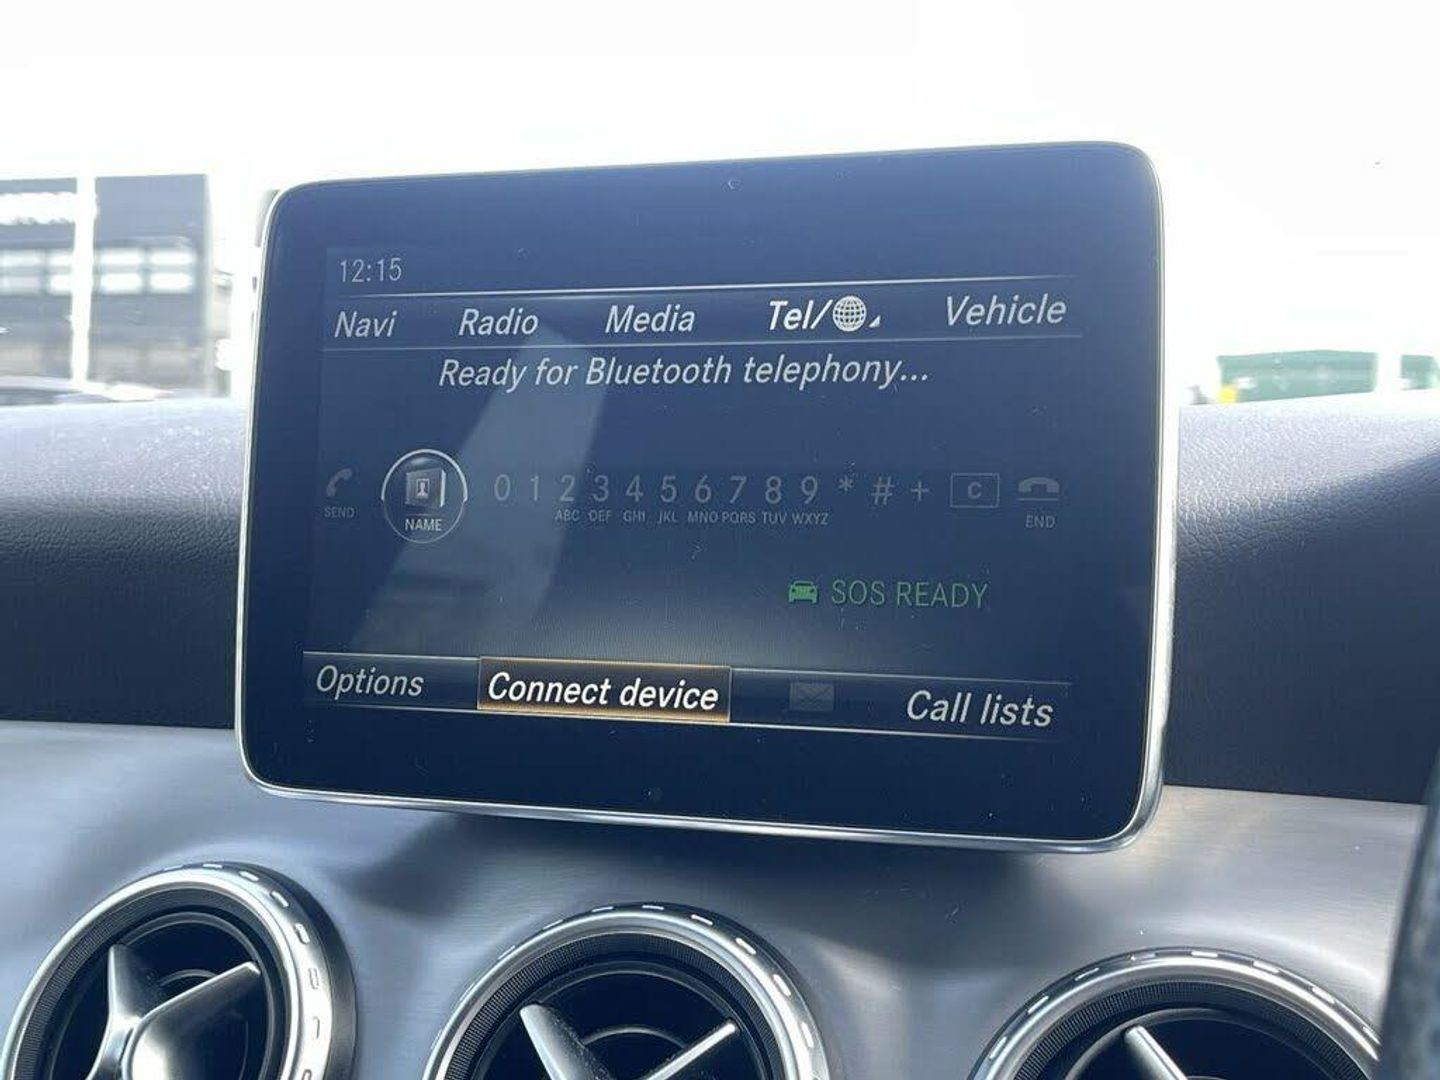 12:15
Navi Radio Media Tel/ Vehicle
Ready for Bluetooth telephony...
0 1 2 3 4 5 6 7 8 9 * # + C
SEND NAME ABC DEF GHI JKL MNO PQRS TUV WXYZ END
SOS READY
Options Connect device Call lists